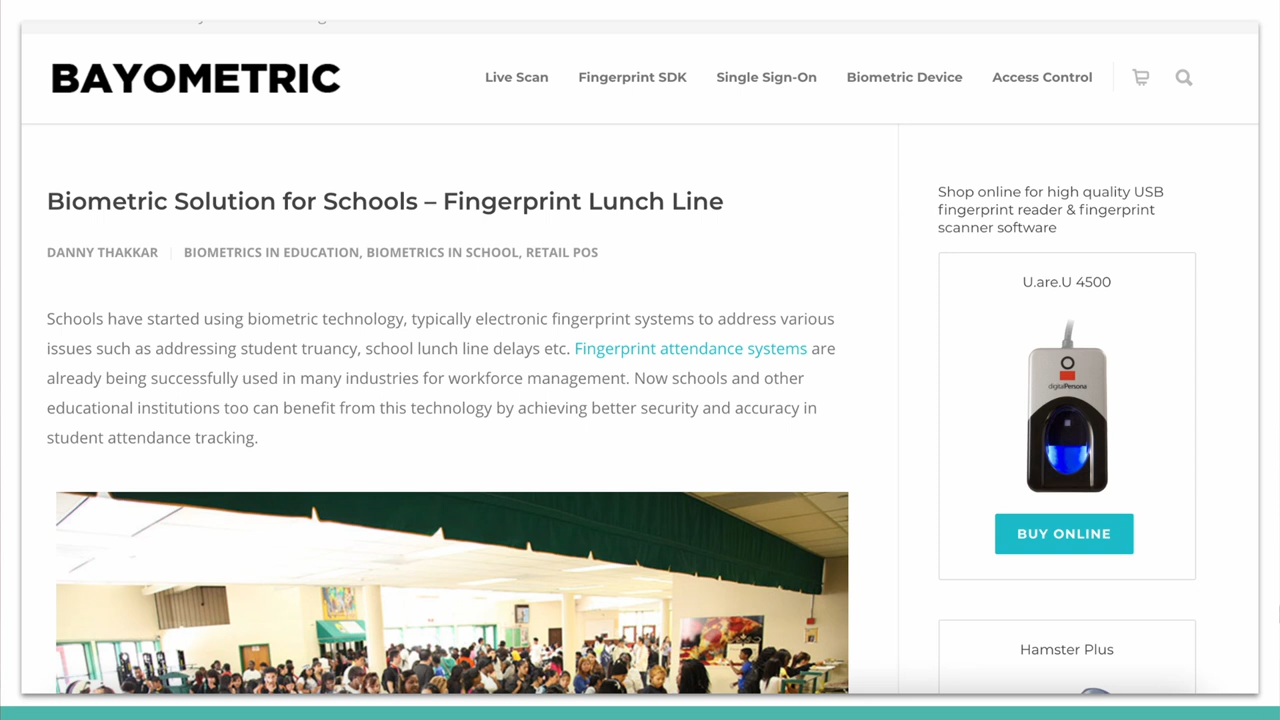 BAYOMETRIC
Live Scan
Fingerprint SDK
Single Sign-On
Biometric Device
Access Control
Biometric Solution for Schools – Fingerprint Lunch Line
DANNY THAKKAR | BIOMETRICS IN EDUCATION, BIOMETRICS IN SCHOOL, RETAIL POS
Schools have started using biometric technology, typically electronic fingerprint systems to address various
issues such as addressing student truancy, school lunch line delays etc. Fingerprint attendance systems are
already being successfully used in many industries for workforce management. Now schools and other
educational institutions too can benefit from this technology by achieving better security and accuracy in
student attendance tracking.
Shop online for high quality USB
fingerprint reader & fingerprint
scanner software
U.are.U 4500
digitalPersona
BUY ONLINE
Hamster Plus